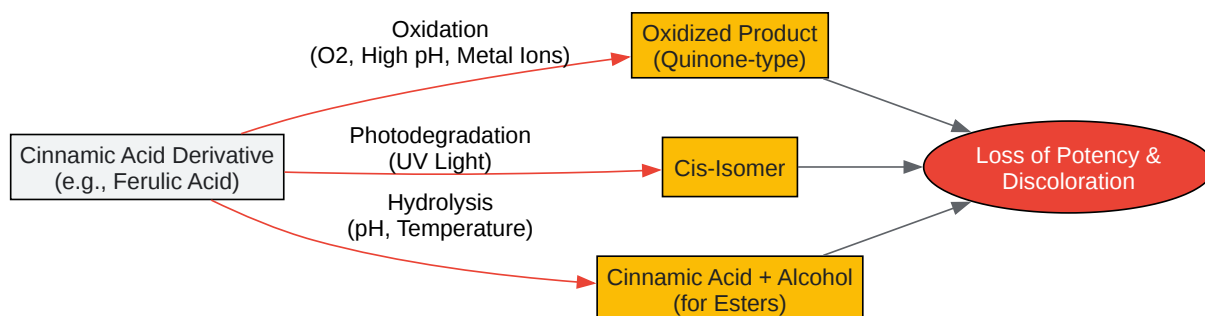 Oxidation
(O2, High pH, Metal Ions)
Oxidized Product
(Quinone-type)
Cinnamic Acid Derivative
(e.g., Ferulic Acid)
Photodegradation
(UV Light)
Cis-Isomer
Loss of Potency &
Discoloration
Hydrolysis
(pH, Temperature)
Cinnamic Acid + Alcohol
(for Esters)